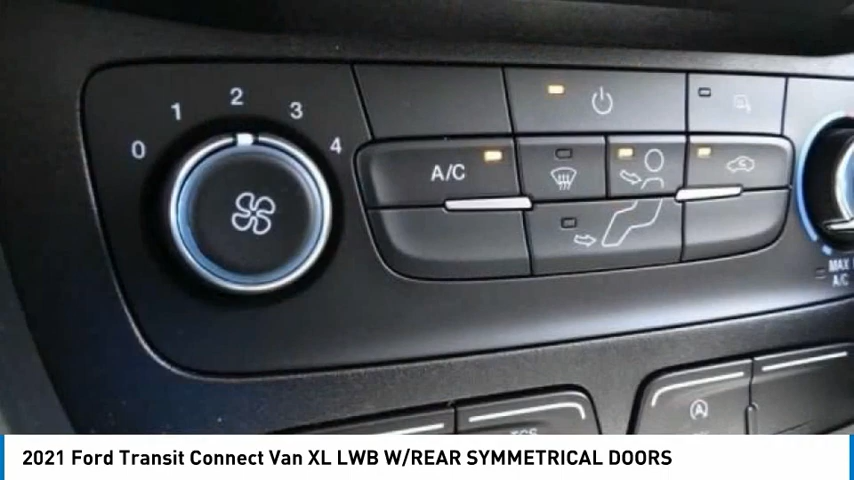 0 1 2 3 4
A/C
MAX
A/C
A
2021 Ford Transit Connect Van XL LWB W/REAR SYMMETRICAL DOORS